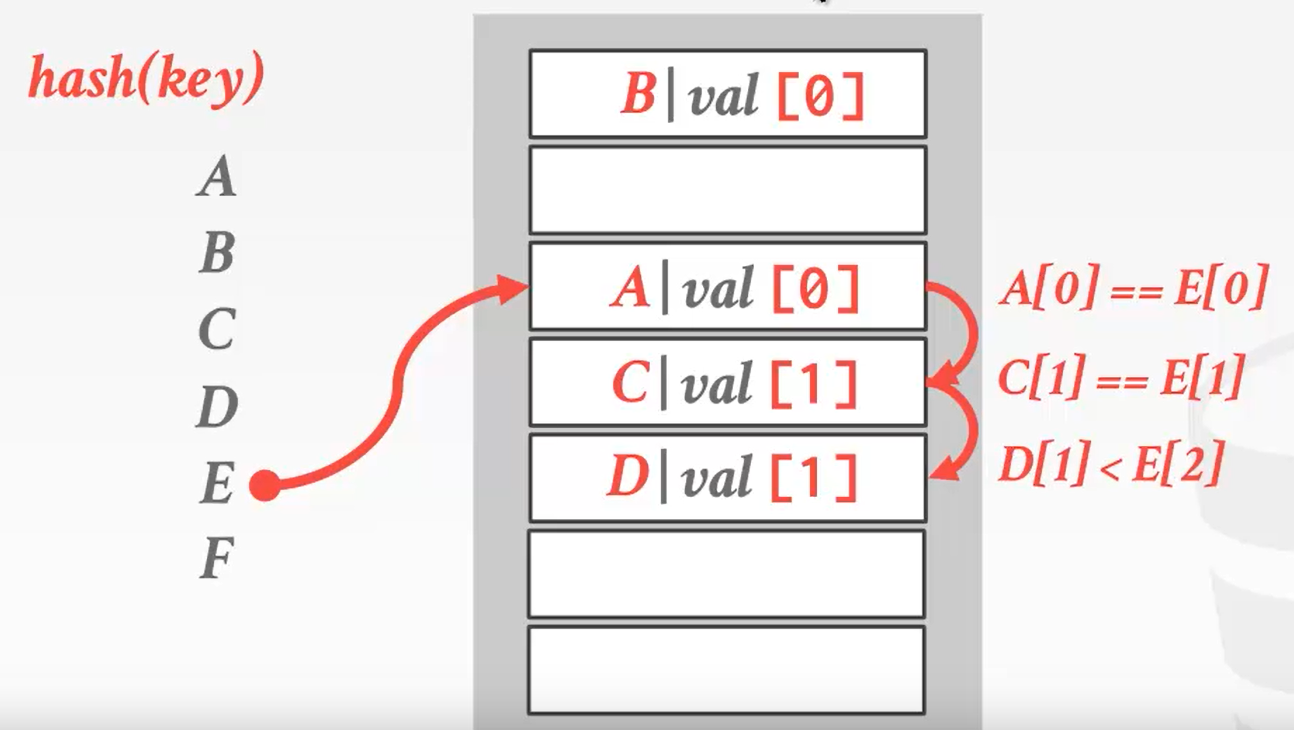 hash(key)
A
B
C
D
E
F
B|val [0]
A|val [0]
C|val [1]
D|val [1]
A[0] == E[0]
C[1] == E[1]
D[1] < E[2]